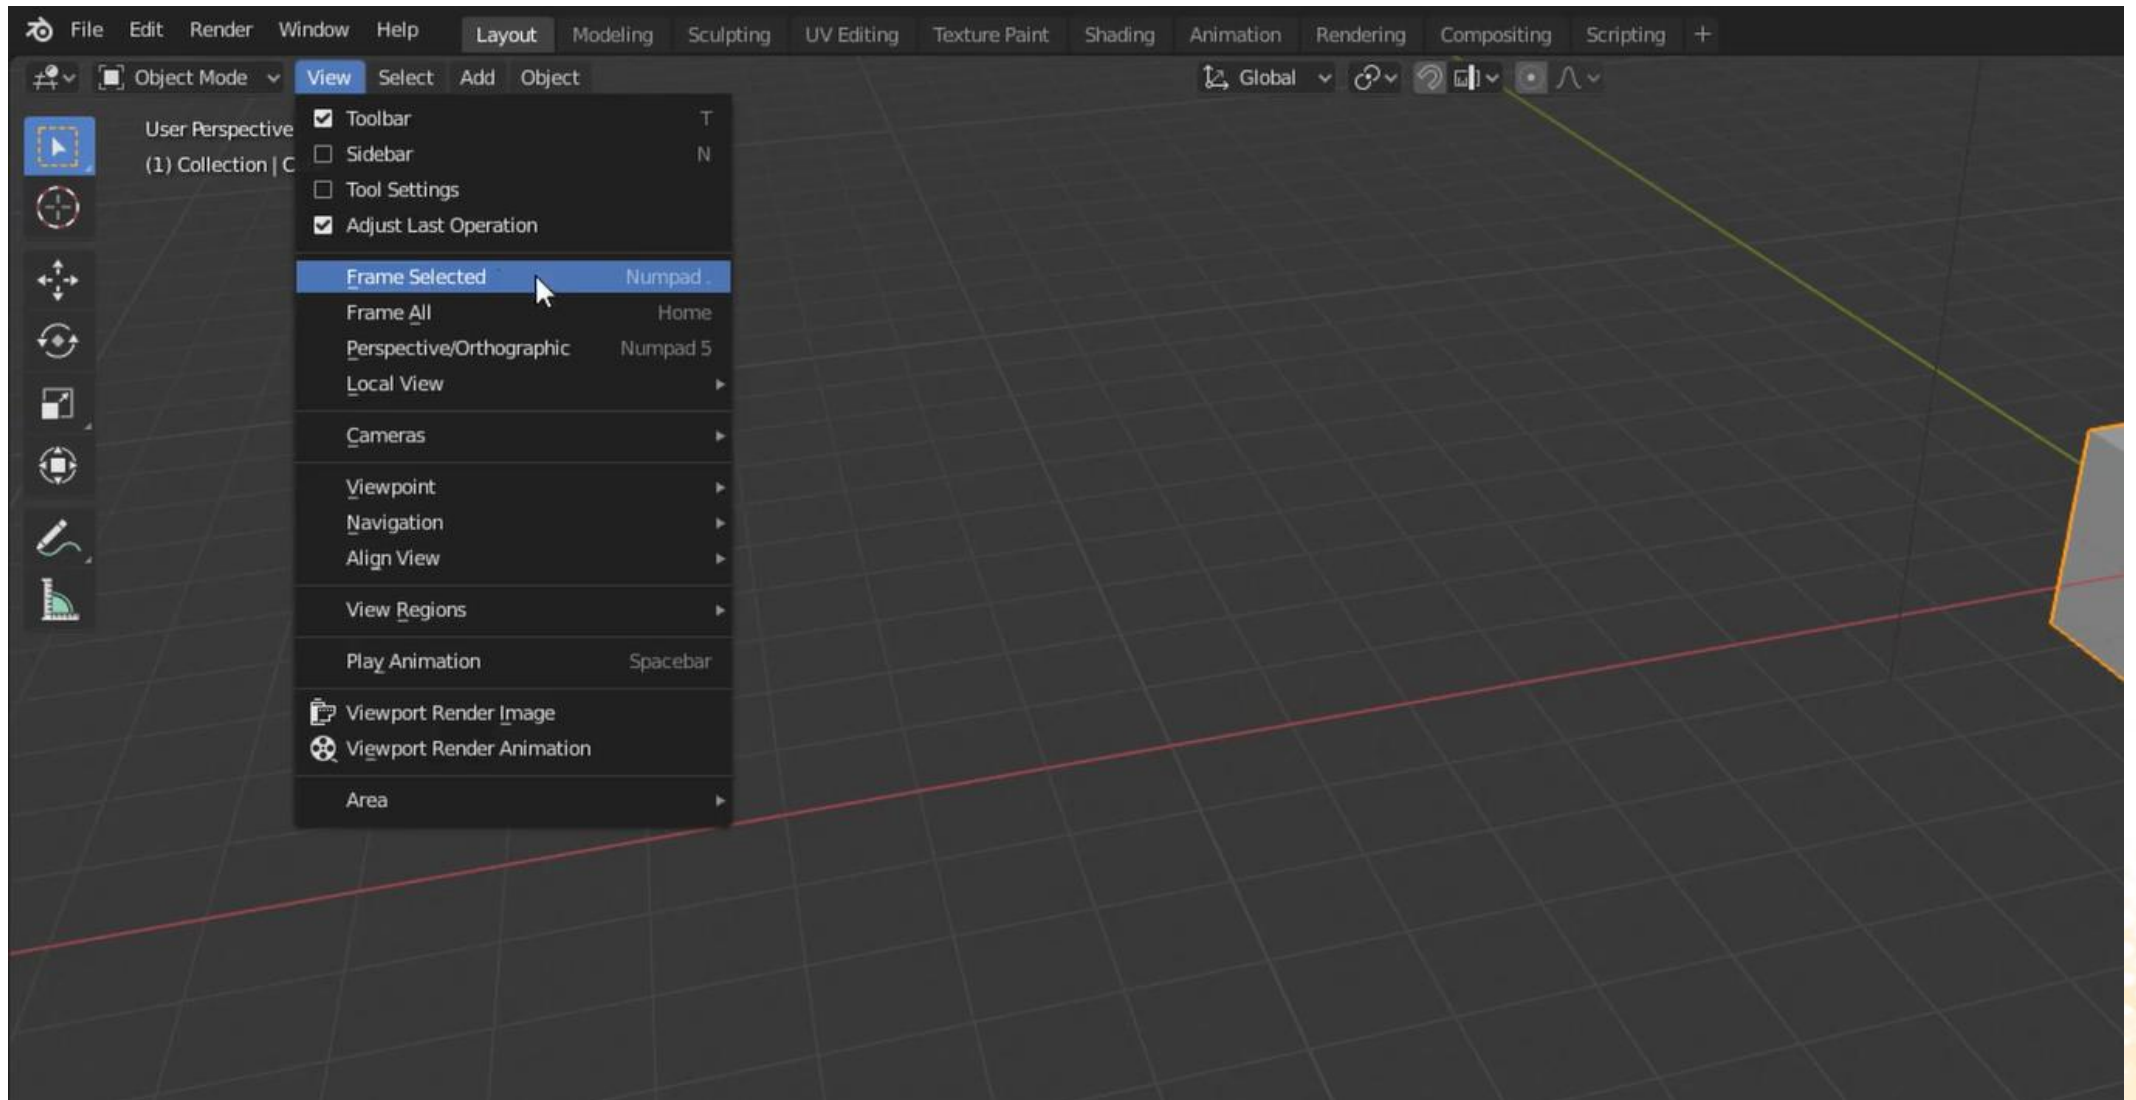 File Edit Render Window Help Layout Modeling Sculpting UV Editing Texture Paint Shading Animation Rendering Compositing Scripting +
Object Mode View Select Add Object Global
User Perspective
(1) Collection | C
Toolbar T
Sidebar N
Tool Settings
Adjust Last Operation
Frame Selected Numpad .
Frame All Home
Perspective/Orthographic Numpad 5
Local View
Cameras
Viewpoint
Navigation
Align View
View Regions
Play Animation Spacebar
Viewport Render Image
Viewport Render Animation
Area